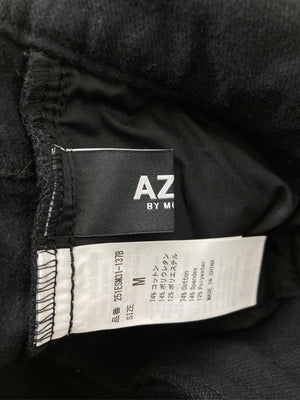 AZ
BY MO
品番 251ESM31-137B
SIZE M
74% コットン
14% ポリウレタン
12% ポリエステル
74% Cotton
14% Spandex
12% Polyester
MADE IN CHINA